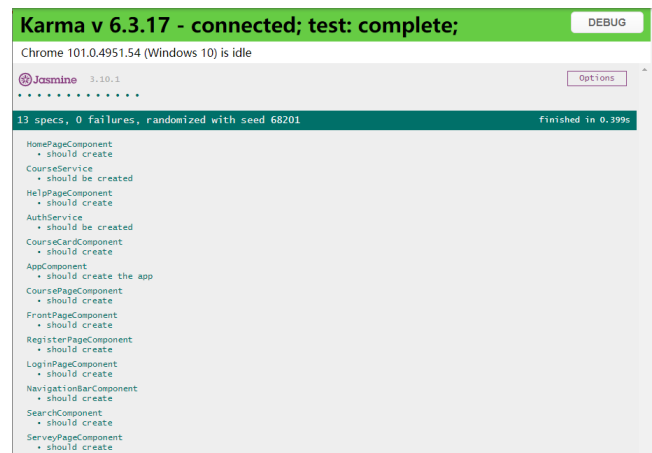 Karma v 6.3.17 - connected; test: complete;
DEBUG
Chrome 101.0.4951.54 (Windows 10) is idle
Jasmine 3.10.1
Options
• • • • • • • • • • • • •
13 specs, 0 failures, randomized with seed 68201
finished in 0.399s
HomePageComponent
• should create
CourseService
• should be created
HelpPageComponent
• should create
AuthService
• should be created
CourseCardComponent
• should create
AppComponent
• should create the app
CoursePageComponent
• should create
FrontPageComponent
• should create
RegisterPageComponent
• should create
LoginPageComponent
• should create
NavigationBarComponent
• should create
SearchComponent
• should create
ServeyPageComponent
• should create